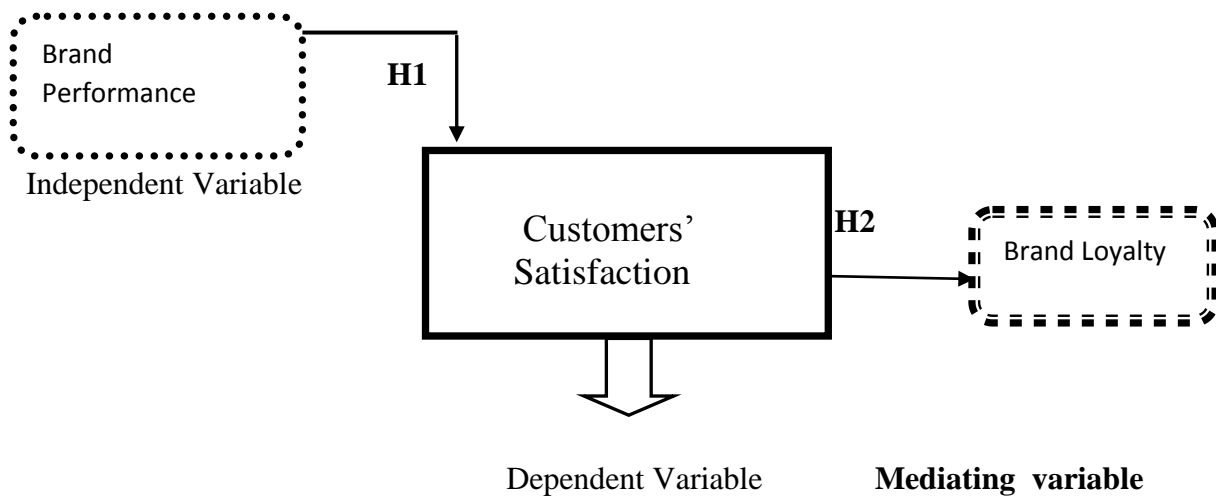 Brand
Performance
H1
Independent Variable
Customers’
Satisfaction
H2
Brand Loyalty
Dependent Variable
Mediating variable